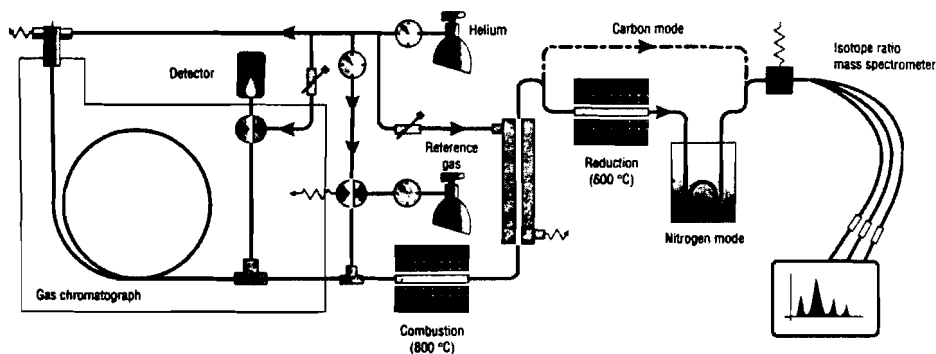 Helium
Carbon mode
Isotope ratio
mass spectrometer
Detector
Reference
gas
Reduction
(600 °C)
Nitrogen mode
Gas chromatograph
Combustion
(800 °C)